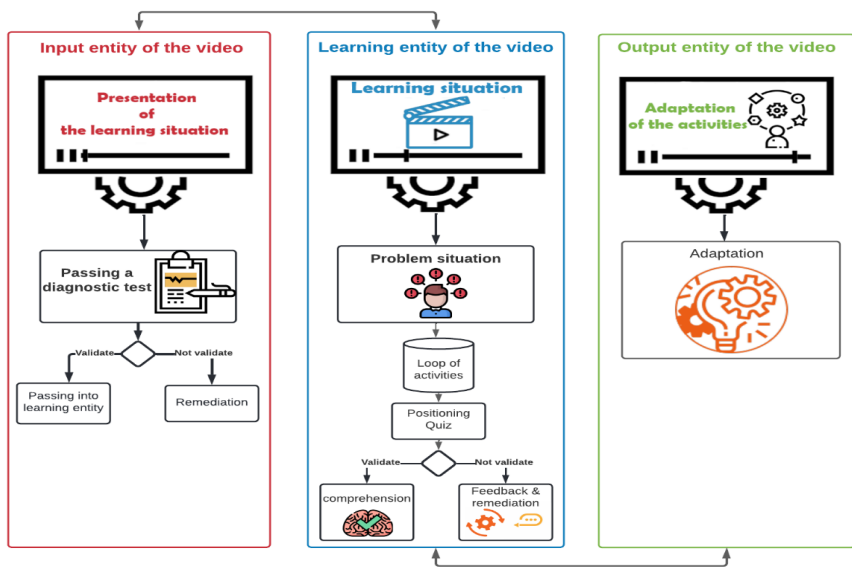 Input entity of the video
Presentation
of
the learning situation
Passing a
diagnostic test
Validate
Not validate
Passing into
learning entity
Remediation
Learning entity of the video
Learning situation
Problem situation
Loop of
activities
Positioning
Quiz
Validate
Not validate
comprehension
Feedback &
remediation
Output entity of the video
Adaptation
of the activities
Adaptation